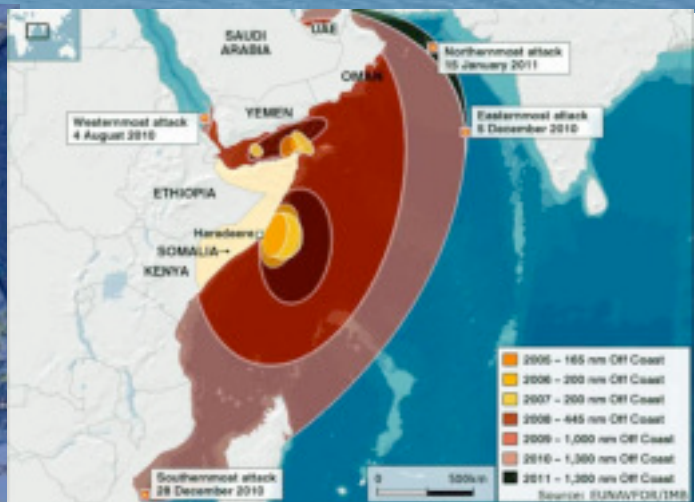 SAUDI
ARABIA
UAE
OMAN
Northernmost attack
15 January 2011
Westernmost attack
4 August 2010
YEMEN
Easternmost attack
5 December 2010
ETHIOPIA
Haradeere
SOMALIA→
KENYA
2005 – 165 nm Off Coast
2006 – 200 nm Off Coast
2007 – 200 nm Off Coast
2008 – 445 nm Off Coast
2009 – 1,000 nm Off Coast
2010 – 1,300 nm Off Coast
2011 – 1,300 nm Off Coast
Southernmost attack
28 December 2010
0 500km
Source: EUNAVFOR/IMB